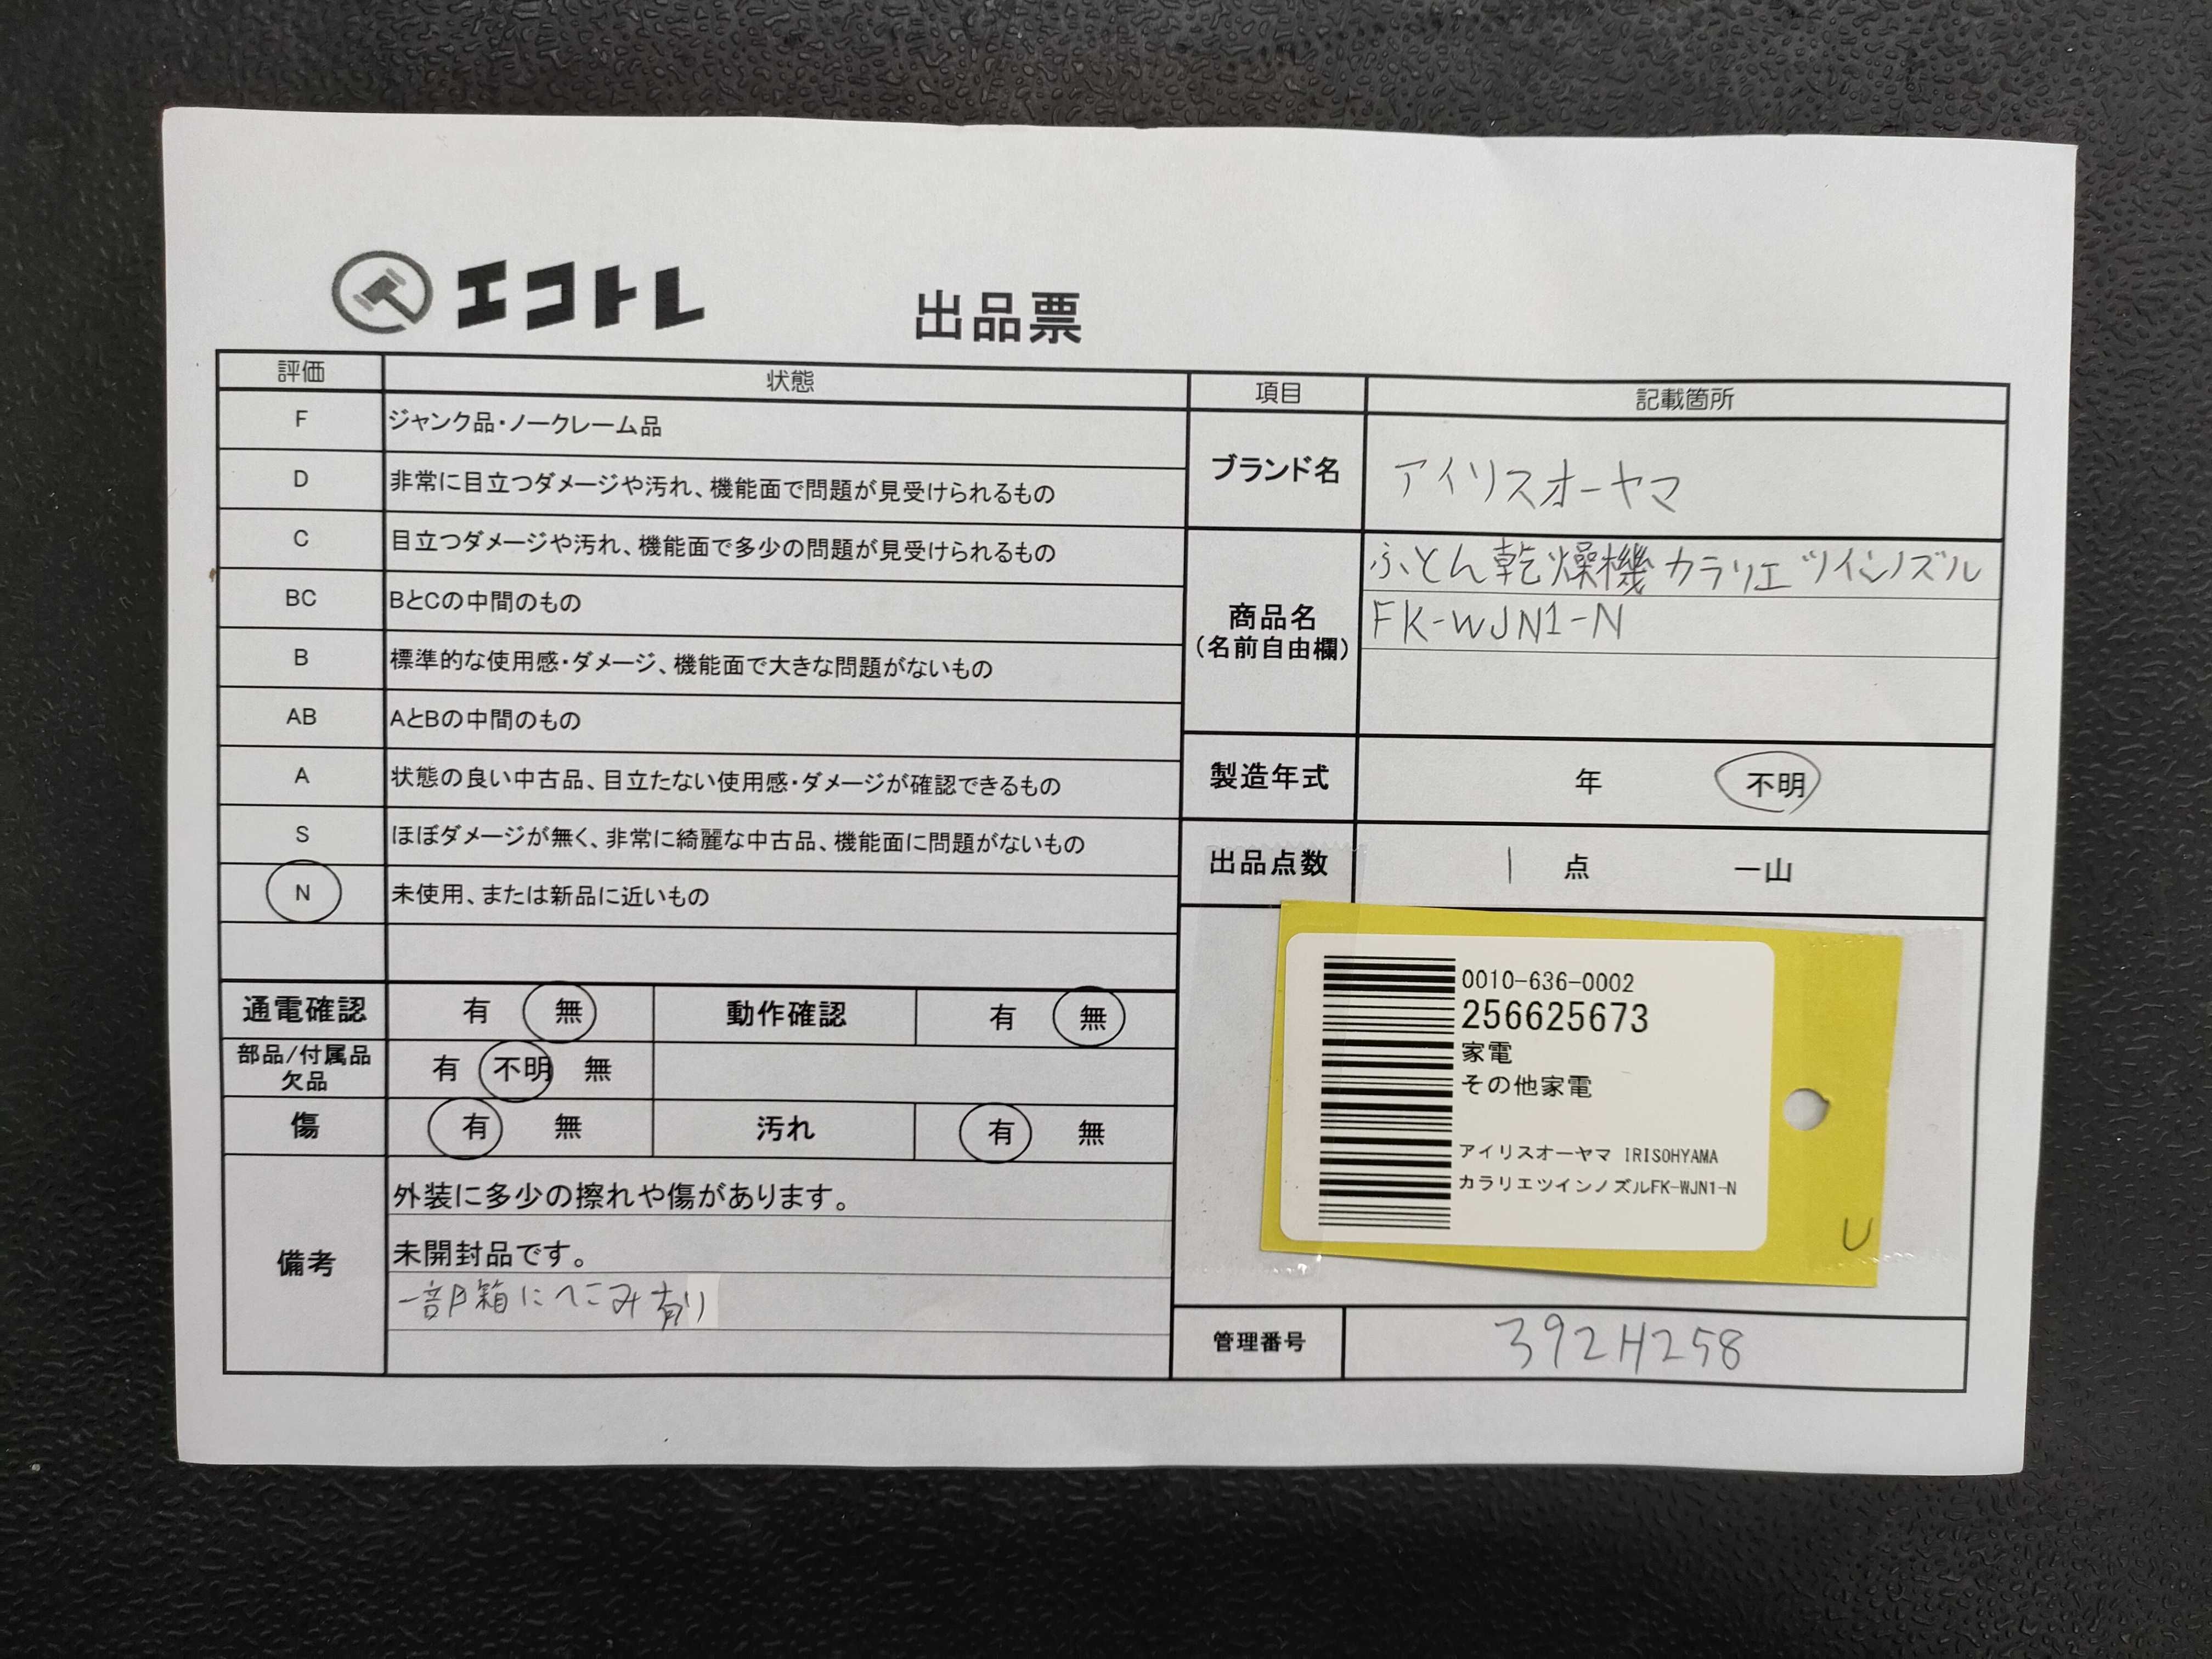 エコトレ
出品票
評価 状態
F ジャンク品・ノークレーム品
D 非常に目立つダメージや汚れ、機能面で問題が見受けられるもの
C 目立つダメージや汚れ、機能面で多少の問題が見受けられるもの
BC BとCの中間のもの
B 標準的な使用感・ダメージ、機能面で大きな問題がないもの
AB AとBの中間のもの
A 状態の良い中古品、目立たない使用感・ダメージが確認できるもの
S ほぼダメージが無く、非常に綺麗な中古品、機能面に問題がないもの
N 未使用、または新品に近いもの
通電確認 有 無 動作確認 有 無
部品/付属品
欠品 有 不明 無
傷 有 無 汚れ 有 無
備考
外装に多少の擦れや傷があります。
未開封品です。
一部箱にへこみ有り
項目 記載箇所
ブランド名 アイリスオーヤマ
商品名
(名前自由欄)
ふとん乾燥機カラリエツインノズル
FK-WJN1-N
製造年式 年 不明
出品点数 1 点 一山
0010-636-0002
256625673
家電
その他家電
アイリスオーヤマ IRISOHYAMA
カラリエツインノズルFK-WJN1-N
U
管理番号 392H258